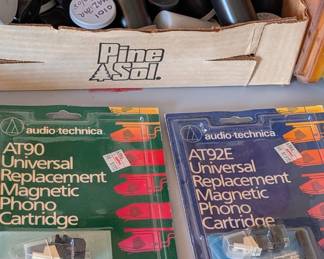 Pine
Sol.
audio-technica
AT90
Universal
Replacement
Magnetic
Phono
Cartridge
audio-technica
AT92E
Universal
Replacement
Magnetic
Phono
Cartridge